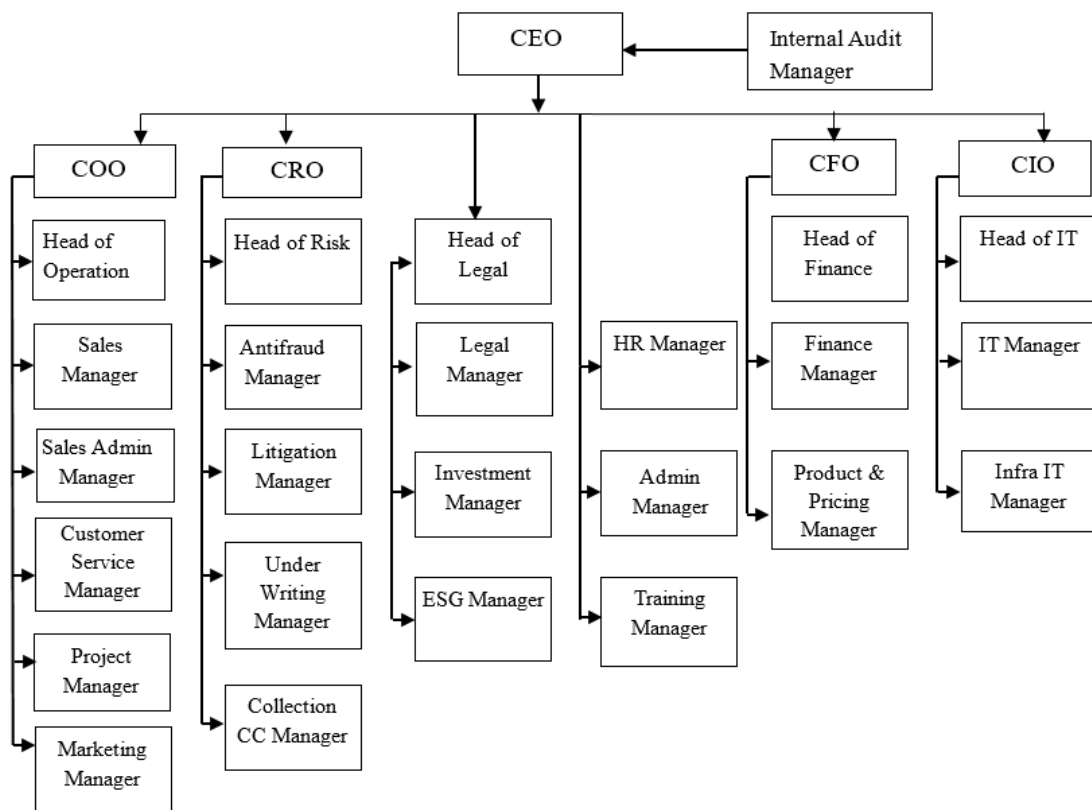 CEO
Internal Audit
Manager
COO
CRO
CFO
CIO
Head of
Operation
Sales
Manager
Sales Admin
Manager
Customer
Service
Manager
Project
Manager
Marketing
Manager
Head of Risk
Antifraud
Manager
Litigation
Manager
Under
Writing
Manager
Collection
CC Manager
Head of
Legal
Legal
Manager
Investment
Manager
ESG Manager
HR Manager
Admin
Manager
Training
Manager
Head of
Finance
Finance
Manager
Product &
Pricing
Manager
Head of IT
IT Manager
Infra IT
Manager